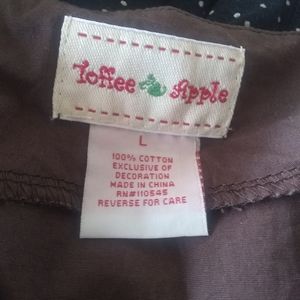 Toffee Apple
L
100% COTTON
EXCLUSIVE OF
DECORATION
MADE IN CHINA
RN#110545
REVERSE FOR CARE